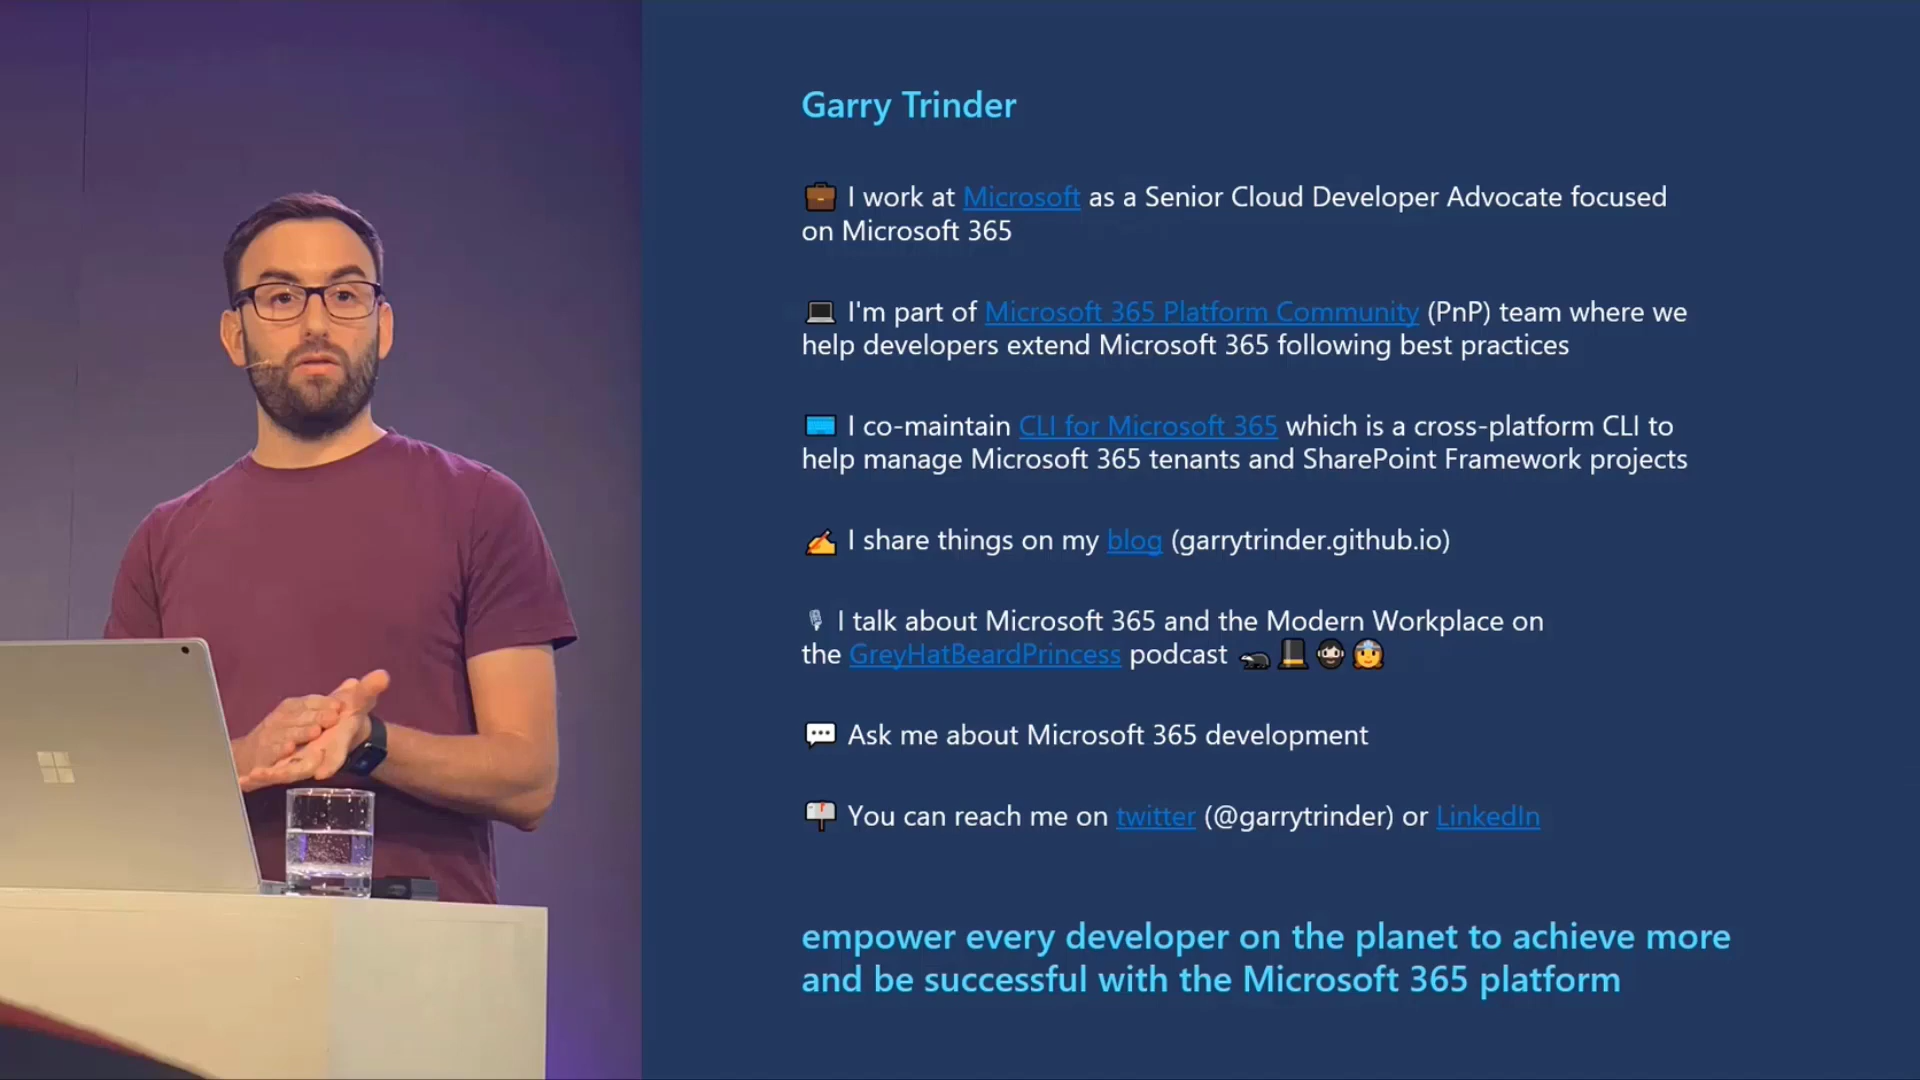 Garry Trinder
💼 I work at Microsoft as a Senior Cloud Developer Advocate focused
on Microsoft 365
💻 I'm part of Microsoft 365 Platform Community (PnP) team where we
help developers extend Microsoft 365 following best practices
I co-maintain CLI for Microsoft 365 which is a cross-platform CLI to
help manage Microsoft 365 tenants and SharePoint Framework projects
✍ I share things on my blog (garrytrinder.github.io)
🎙 I talk about Microsoft 365 and the Modern Workplace on
the GreyHatBeardPrincess podcast 🦡🎩🧔👸
💬 Ask me about Microsoft 365 development
📫 You can reach me on twitter (@garrytrinder) or LinkedIn
empower every developer on the planet to achieve more
and be successful with the Microsoft 365 platform